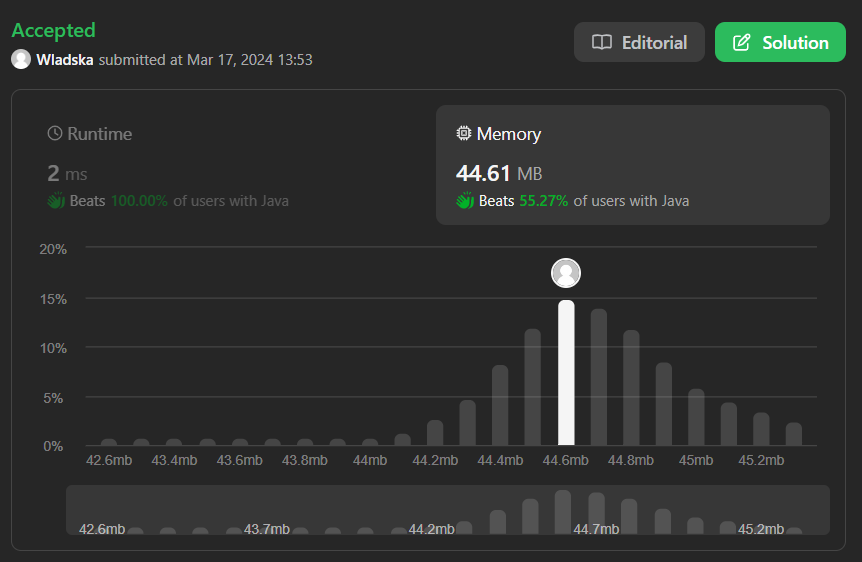 Accepted
Wladska submitted at Mar 17, 2024 13:53
Editorial
Solution
Runtime
2 ms
Beats 100.00% of users with Java
Memory
44.61 MB
Beats 55.27% of users with Java
20%
15%
10%
5%
0%
42.6mb 43.4mb 43.6mb 43.8mb 44mb 44.2mb 44.4mb 44.6mb 44.8mb 45mb 45.2mb
42.6mb 43.7mb 44.2mb 44.7mb 45.2mb